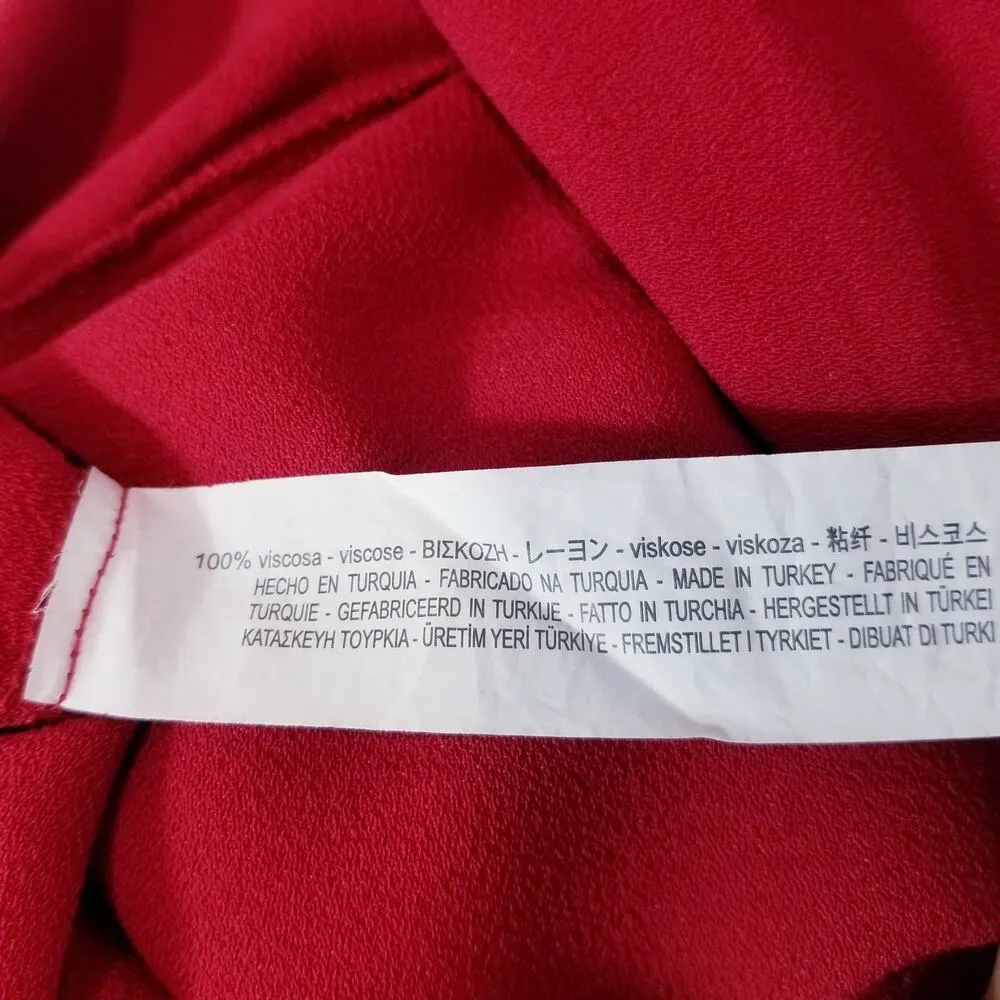 100% viscosa - viscose - ΒΙΣΚΟΖΗ - レーヨン - viskose - viskoza - 粘纤 - 비스코스
HECHO EN TURQUIA - FABRICADO NA TURQUIA - MADE IN TURKEY - FABRIQUÉ EN
TURQUIE - GEFABRICEERD IN TURKIJE - FATTO IN TURCHIA - HERGESTELLT IN TÜRKEI
ΚΑΤΑΣΚΕΥΗ ΤΟΥΡΚΙΑ - ÜRETİM YERİ TÜRKİYE - FREMSTILLET I TYRKIET - DIBUAT DI TURKI